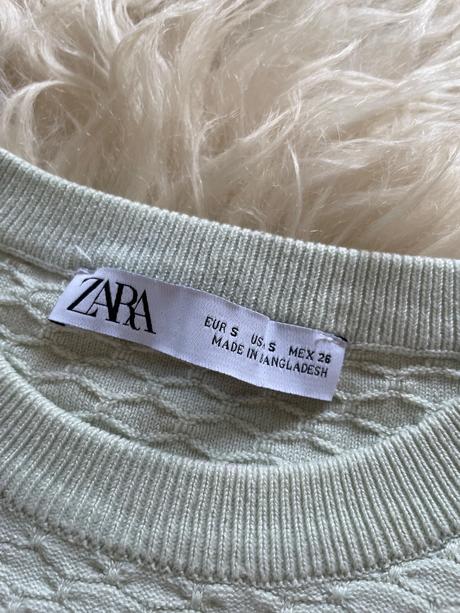 ZARA
EUR S US S MEX 26
MADE IN BANGLADESH